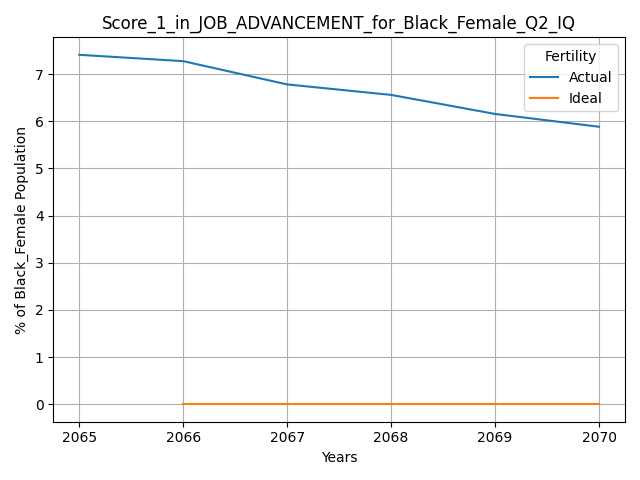 Score_1_in_JOB_ADVANCEMENT_for_Black_Female_Q2_IQ
Fertility
Actual
Ideal
% of Black_Female Population
7
6
5
4
3
2
1
0
2065 2066 2067 2068 2069 2070
Years